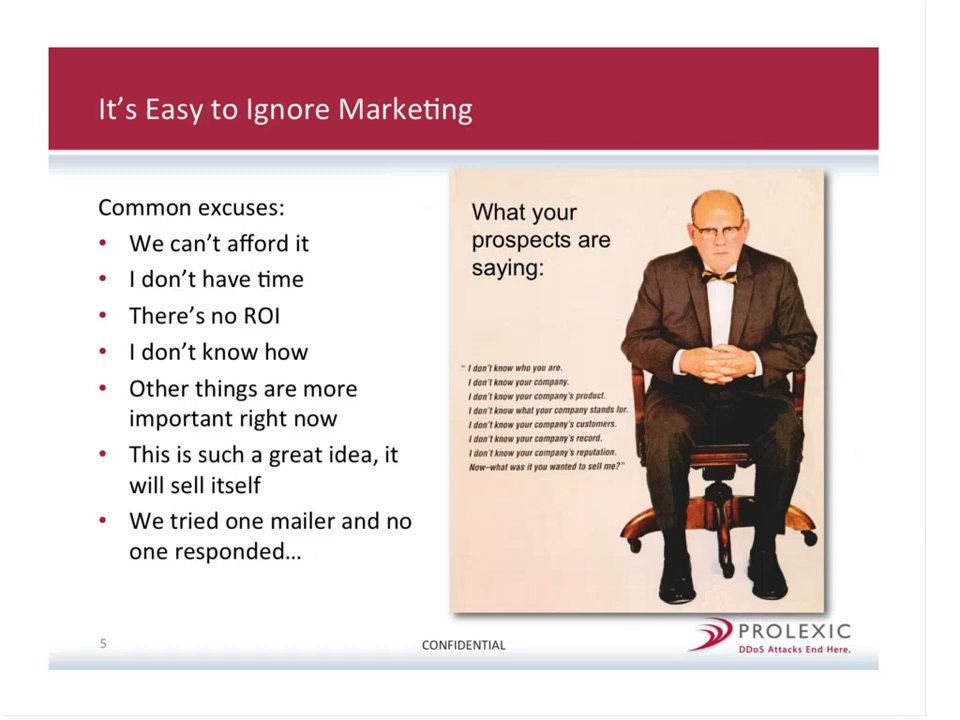 It's Easy to Ignore Marketing
Common excuses:
• We can't afford it
• I don't have time
• There's no ROI
• I don't know how
• Other things are more
important right now
• This is such a great idea, it
will sell itself
• We tried one mailer and no
one responded...
What your
prospects are
saying:
" I don't know who you are.
I don't know your company.
I don't know your company's product.
I don't know what your company stands for.
I don't know your company's customers.
I don't know your company's record.
I don't know your company's reputation.
Now—what was it you wanted to sell me?"
5
CONFIDENTIAL
PROLEXIC
DDoS Attacks End Here.